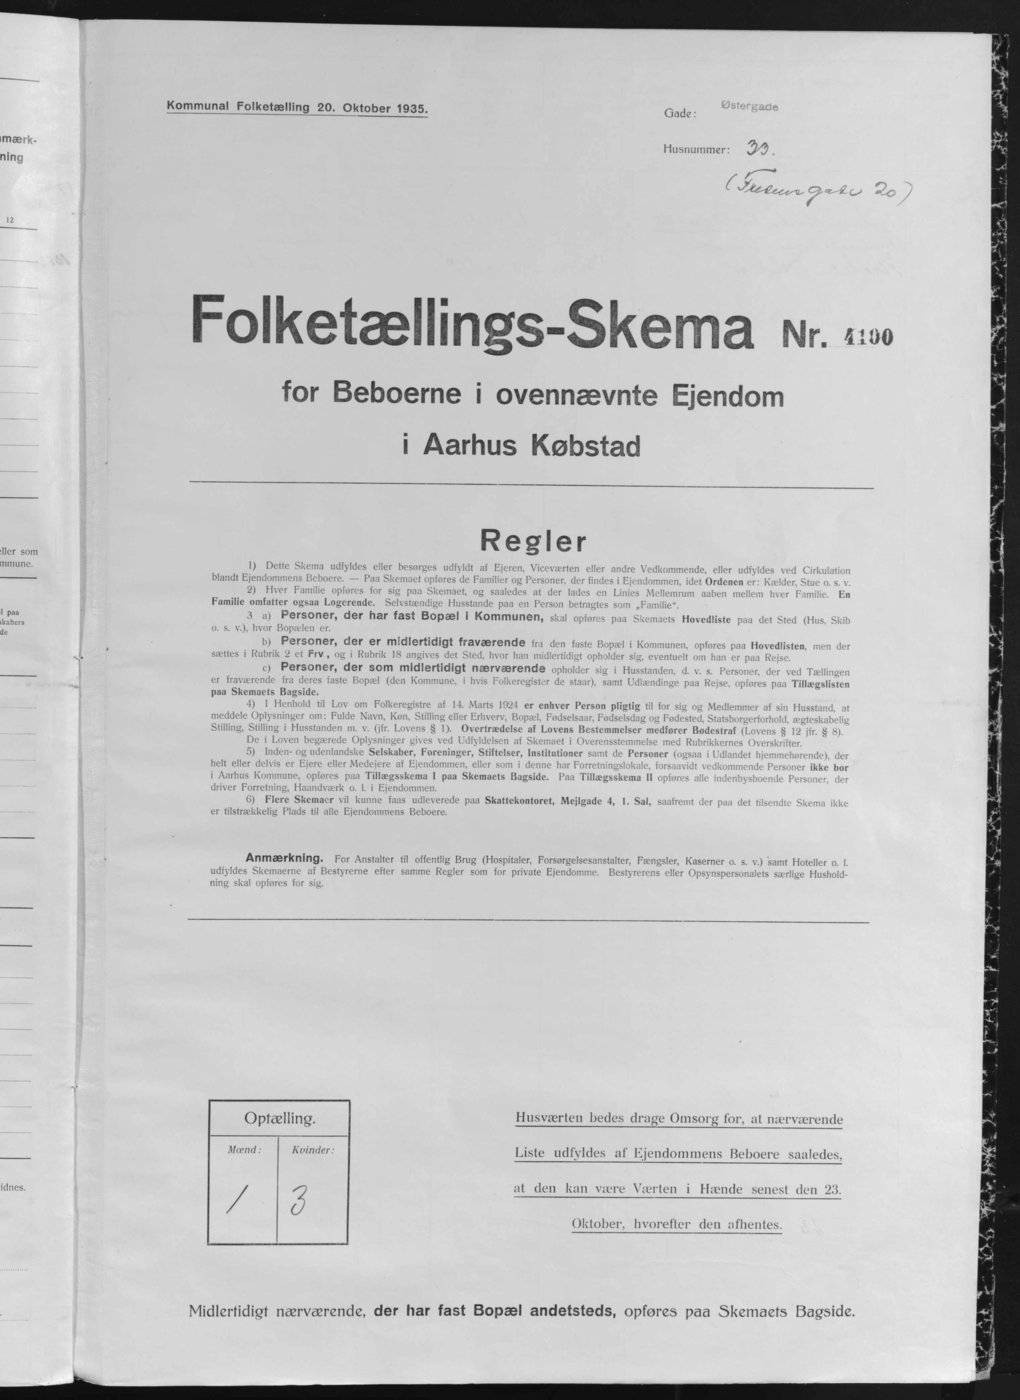 Kommunal Folketælling 20. Oktober 1935.
Gade: Østergade
Husnummer: 33.
(Fredensgade 20)
Folketællings-Skema Nr. 4190
for Beboerne i ovennævnte Ejendom
i Aarhus Købstad
Regler
1) Dette Skema udfyldes eller besørges udfyldt af Ejeren, Viceværten eller andre Vedkommende, eller udfyldes ved Cirkulation
blandt Ejendommens Beboere. — Paa Skemaet opføres de Familier og Personer, der findes i Ejendommen, idet Ordenen er: Kælder, Stue o. s. v.
2) Hver Familie opføres for sig paa Skemaet, og saaledes at der lades en Linies Mellemrum aaben mellem hver Familie. En
Familie omfatter ogsaa Logerende. Selvstændige Husstande paa en Person betragtes som „Familie“.
3 a) Personer, der har fast Bopæl i Kommunen, skal opføres paa Skemaets Hovedliste paa det Sted (Hus, Skib
o. s. v.), hvor Bopælen er.
b) Personer, der er midlertidigt fraværende fra den faste Bopæl i Kommunen, opføres paa Hovedlisten, men der
sættes i Rubrik 2 et Frv, og i Rubrik 18 angives det Sted, hvor han midlertidigt opholder sig, eventuelt om han er paa Rejse.
c) Personer, der som midlertidigt nærværende opholder sig i Husstanden, d. v. s. Personer, der ved Tællingen
er fraværende fra deres faste Bopæl (den Kommune, i hvis Folkeregister de staar), samt Udlændinge paa Rejse, opføres paa Tillægslisten
paa Skemaets Bagside.
4) I Henhold til Lov om Folkeregistre af 14. Marts 1924 er enhver Person pligtig til for sig og Medlemmer af sin Husstand, at
meddele Oplysninger om: Fulde Navn, Køn, Stilling eller Erhverv, Bopæl, Fødselsaar, Fødselsdag og Fødested, Statsborgerforhold, ægteskabelig
Stilling, Stilling i Husstanden m. v. (jfr. Lovens § 1). Overtrædelse af Lovens Bestemmelser medfører Bødestraf (Lovens § 12 jfr. § 8).
De i Loven begærede Oplysninger gives ved Udfyldelsen af Skemaet i Overensstemmelse med Rubrikkernes Overskrifter.
5) Inden- og udenlandske Selskaber, Foreninger, Stiftelser, Institutioner samt de Personer (ogsaa i Udlandet hjemmehørende), der
helt eller delvis er Ejere eller Medejere af Ejendommen, eller som i denne har Forretningslokale, forsaavidt vedkommende Personer ikke bor
i Aarhus Kommune, opføres paa Tillægsskema I paa Skemaets Bagside. Paa Tillægsskema II opføres alle indenbysboende Personer, der
driver Forretning, Haandværk o. l. i Ejendommen.
6) Flere Skemaer vil kunne faas udleverede paa Skattekontoret, Mejlgade 4, 1. Sal, saafremt der paa det tilsendte Skema ikke
er tilstrækkelig Plads til alle Ejendommens Beboere.
Anmærkning. For Anstalter til offentlig Brug (Hospitaler, Forsørgelsesanstalter, Fængsler, Kaserner o. s. v.) samt Hoteller o. l.
udfyldes Skemaerne af Bestyrerne efter samme Regler som for private Ejendomme. Bestyrerens eller Opsynspersonalets særlige Hushold-
ning skal opføres for sig.
Optælling.
Mænd: Kvinder:
1 3
Husværten bedes drage Omsorg for, at nærværende
Liste udfyldes af Ejendommens Beboere saaledes,
at den kan være Værten i Hænde senest den 23.
Oktober, hvorefter den afhentes.
Midlertidigt nærværende, der har fast Bopæl andetsteds, opføres paa Skemaets Bagside.
mærk-
ning
12
eller som
mmune.
l paa
skabers
de
idnes.